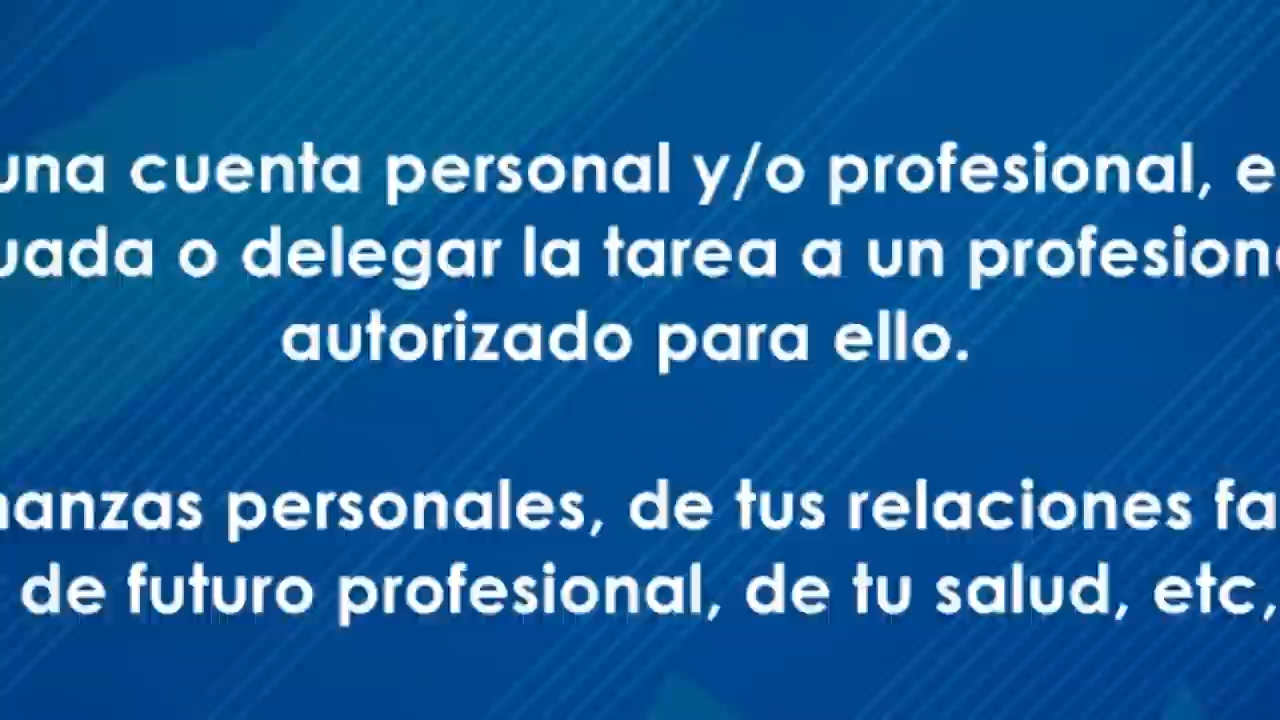 una cuenta personal y/o profesional, e
uada o delegar la tarea a un profesion
autorizado para ello.
nanzas personales, de tus relaciones fa
de futuro profesional, de tu salud, etc,